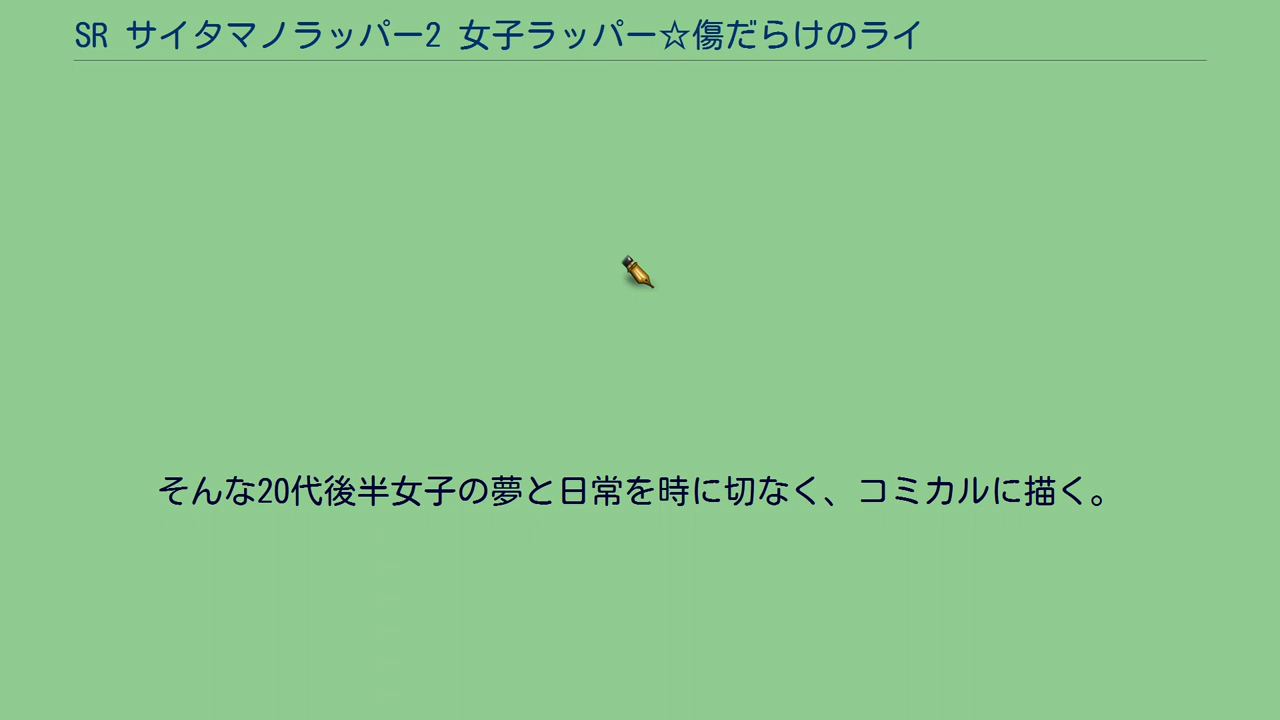 SR サイタマノラッパー2 女子ラッパー☆傷だらけのライ
そんな20代後半女子の夢と日常を時に切なく、コミカルに描く。